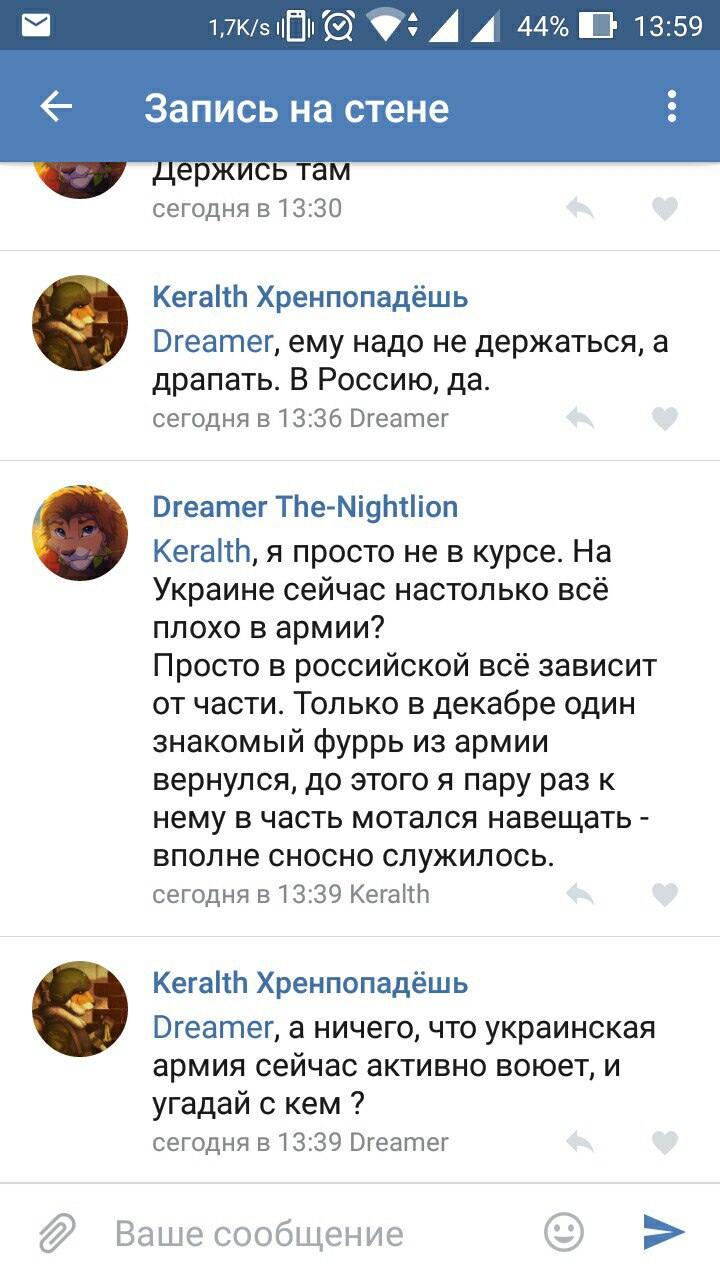 1,7K/s 44% 13:59
Запись на стене
Держись там
сегодня в 13:30
Keralth Хренпопадёшь
Dreamer, ему надо не держаться, а
драпать. В Россию, да.
сегодня в 13:36 Dreamer
Dreamer The-Nightlion
Keralth, я просто не в курсе. На
Украине сейчас настолько всё
плохо в армии?
Просто в российской всё зависит
от части. Только в декабре один
знакомый фуррь из армии
вернулся, до этого я пару раз к
нему в часть мотался навещать -
вполне сносно служилось.
сегодня в 13:39 Keralth
Keralth Хренпопадёшь
Dreamer, а ничего, что украинская
армия сейчас активно воюет, и
угадай с кем ?
сегодня в 13:39 Dreamer
Ваше сообщение